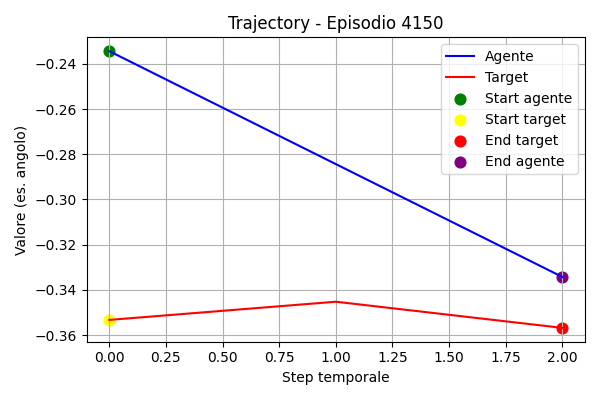 Trajectory - Episodio 4150
Agente
Target
Start agente
Start target
End target
End agente
Valore (es. angolo)
−0.24
−0.26
−0.28
−0.30
−0.32
−0.34
−0.36
0.00 0.25 0.50 0.75 1.00 1.25 1.50 1.75 2.00
Step temporale